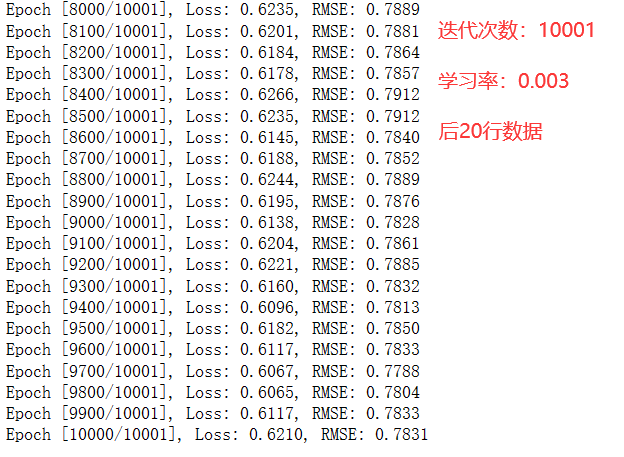 Epoch [8000/10001], Loss: 0.6235, RMSE: 0.7889
Epoch [8100/10001], Loss: 0.6201, RMSE: 0.7881
Epoch [8200/10001], Loss: 0.6184, RMSE: 0.7864
Epoch [8300/10001], Loss: 0.6178, RMSE: 0.7857
Epoch [8400/10001], Loss: 0.6266, RMSE: 0.7912
Epoch [8500/10001], Loss: 0.6235, RMSE: 0.7912
Epoch [8600/10001], Loss: 0.6145, RMSE: 0.7840
Epoch [8700/10001], Loss: 0.6188, RMSE: 0.7852
Epoch [8800/10001], Loss: 0.6244, RMSE: 0.7889
Epoch [8900/10001], Loss: 0.6195, RMSE: 0.7876
Epoch [9000/10001], Loss: 0.6138, RMSE: 0.7828
Epoch [9100/10001], Loss: 0.6204, RMSE: 0.7861
Epoch [9200/10001], Loss: 0.6221, RMSE: 0.7885
Epoch [9300/10001], Loss: 0.6160, RMSE: 0.7832
Epoch [9400/10001], Loss: 0.6096, RMSE: 0.7813
Epoch [9500/10001], Loss: 0.6182, RMSE: 0.7850
Epoch [9600/10001], Loss: 0.6117, RMSE: 0.7833
Epoch [9700/10001], Loss: 0.6067, RMSE: 0.7788
Epoch [9800/10001], Loss: 0.6065, RMSE: 0.7804
Epoch [9900/10001], Loss: 0.6117, RMSE: 0.7833
Epoch [10000/10001], Loss: 0.6210, RMSE: 0.7831
迭代次数：10001
学习率：0.003
后20行数据